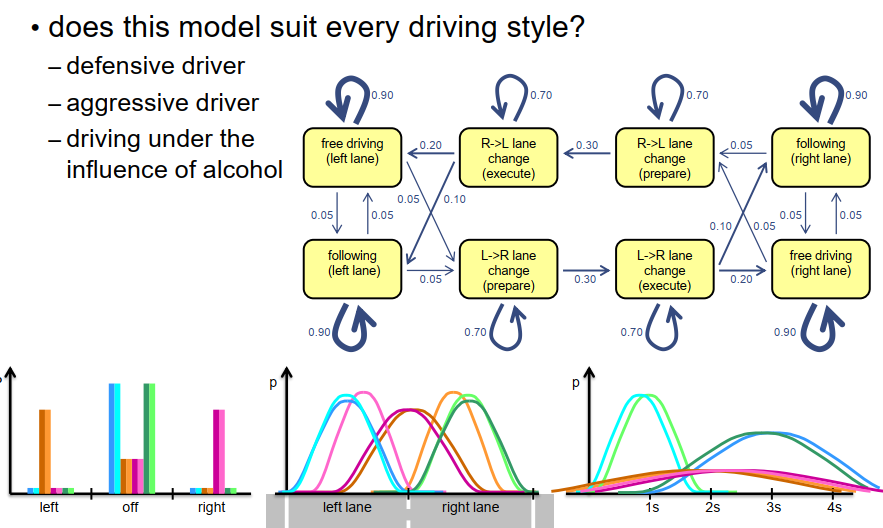 • does this model suit every driving style?
– defensive driver
– aggressive driver
– driving under the
influence of alcohol
0.90
0.70
0.70
0.90
free driving
(left lane)
0.20
R->L lane
change
(execute)
0.30
R->L lane
change
(prepare)
0.05
following
(right lane)
0.05
0.05
0.05
0.10
0.10
0.05
0.05
0.05
following
(left lane)
0.05
L->R lane
change
(prepare)
0.30
L->R lane
change
(execute)
0.20
free driving
(right lane)
0.90
0.70
0.70
0.90
p
p
left
off
right
left lane
right lane
1s
2s
3s
4s